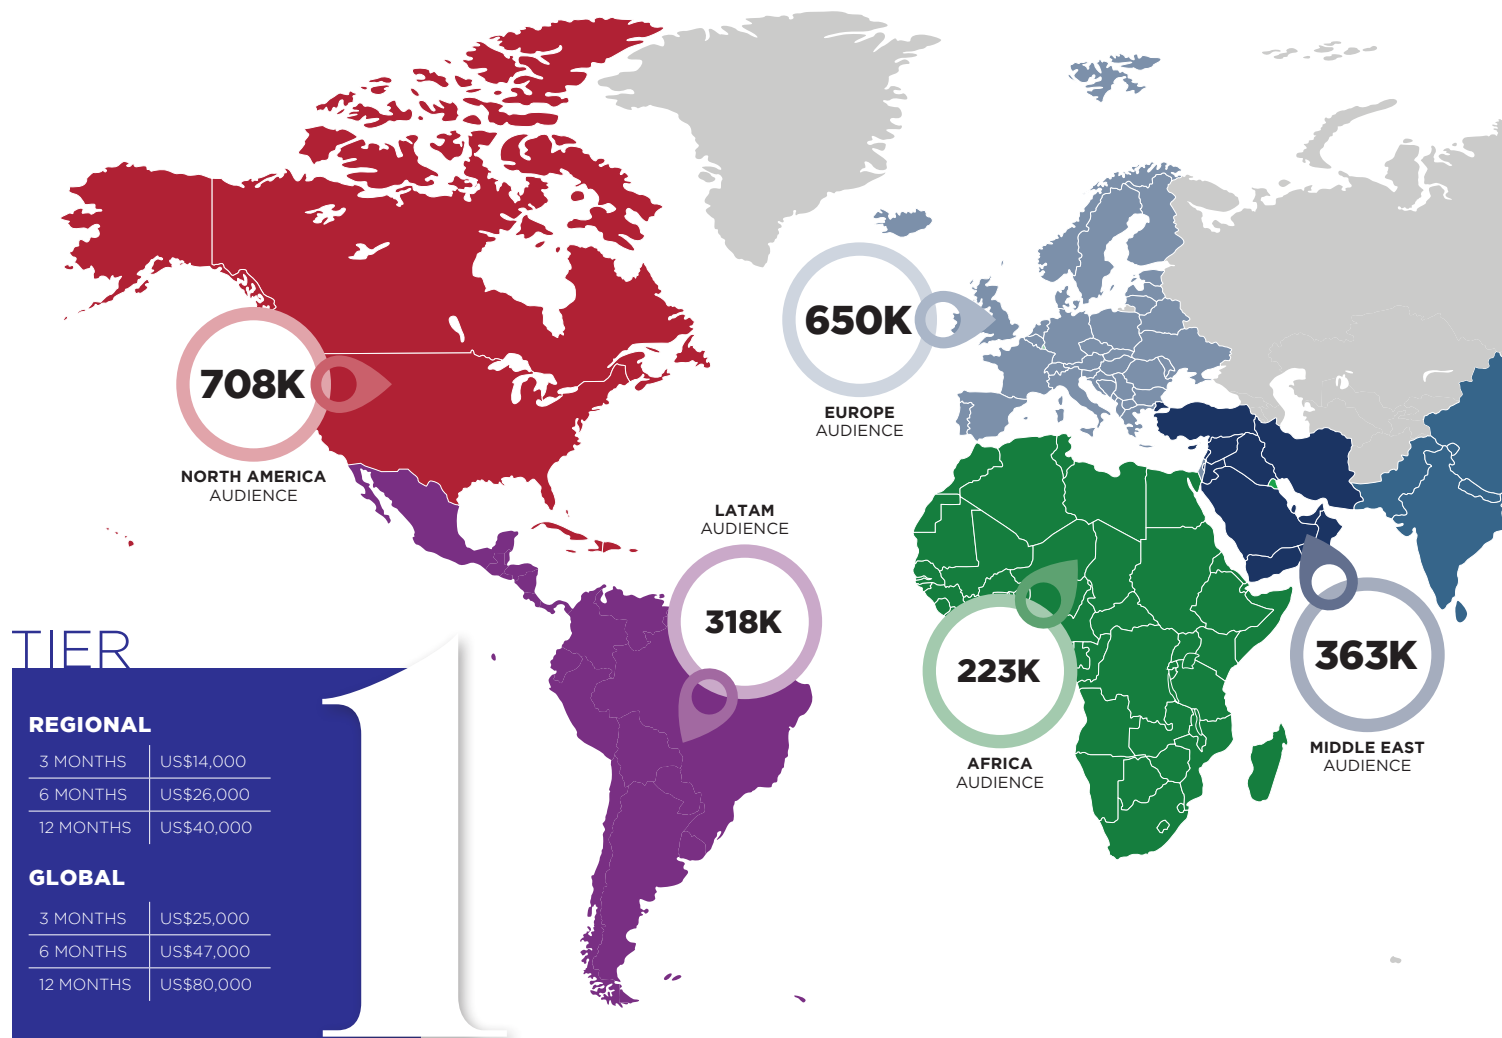 708K
NORTH AMERICA
AUDIENCE
650K
EUROPE
AUDIENCE
LATAM
AUDIENCE
318K
223K
AFRICA
AUDIENCE
363K
MIDDLE EAST
AUDIENCE
TIER
1
REGIONAL
3 MONTHS US$14,000
6 MONTHS US$26,000
12 MONTHS US$40,000
GLOBAL
3 MONTHS US$25,000
6 MONTHS US$47,000
12 MONTHS US$80,000